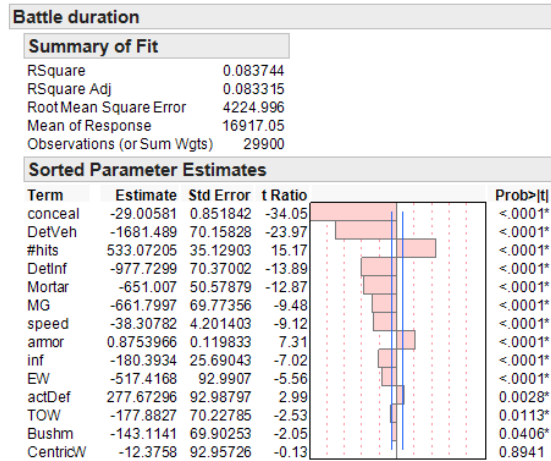 Battle duration
Summary of Fit
RSquare 0.083744
RSquare Adj 0.083315
Root Mean Square Error 4224.996
Mean of Response 16917.05
Observations (or Sum Wgts) 29900
Sorted Parameter Estimates
Term Estimate Std Error t Ratio Prob>|t|
conceal -29.00581 0.851842 -34.05 <.0001*
DetVeh -1681.489 70.15828 -23.97 <.0001*
#hits 533.07205 35.12903 15.17 <.0001*
DetInf -977.7299 70.37002 -13.89 <.0001*
Mortar -651.007 50.57879 -12.87 <.0001*
MG -661.7997 69.77356 -9.48 <.0001*
speed -38.30782 4.201403 -9.12 <.0001*
armor 0.8753966 0.119833 7.31 <.0001*
inf -180.3934 25.69043 -7.02 <.0001*
EW -517.4168 92.9907 -5.56 <.0001*
actDef 277.67296 92.98797 2.99 0.0028*
TOW -177.8827 70.22785 -2.53 0.0113*
Bushm -143.1141 69.90253 -2.05 0.0406*
CentricW -12.3758 92.95726 -0.13 0.8941